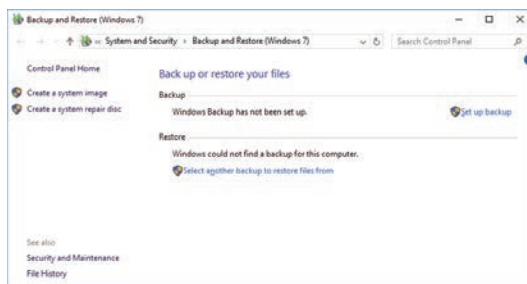 Backup and Restore (Windows 7)
« System and Security › Backup and Restore (Windows 7)
Search Control Panel
Control Panel Home
Create a system image
Create a system repair disc
Back up or restore your files
Backup
Windows Backup has not been set up.
Set up backup
Restore
Windows could not find a backup for this computer.
Select another backup to restore files from
See also
Security and Maintenance
File History